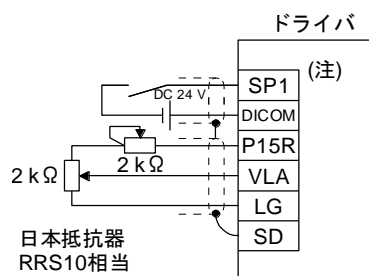 ドライバ
(注)
SP1
DC 24 V
DICOM
P15R
2 kΩ
2 kΩ
VLA
LG
SD
日本抵抗器
RRS10相当